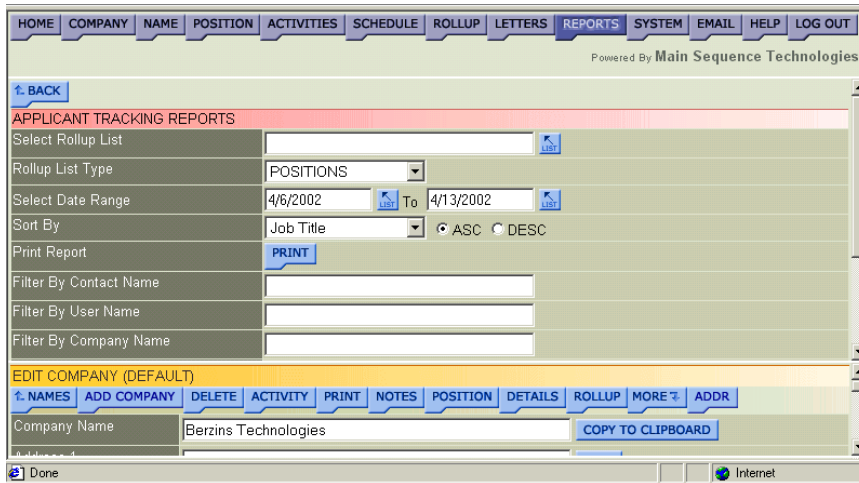 HOME COMPANY NAME POSITION ACTIVITIES SCHEDULE ROLLUP LETTERS REPORTS SYSTEM EMAIL HELP LOG OUT
Powered By Main Sequence Technologies
BACK
APPLICANT TRACKING REPORTS
Select Rollup List LIST
Rollup List Type POSITIONS
Select Date Range 4/6/2002 LIST To 4/13/2002 LIST
Sort By Job Title ASC DESC
Print Report PRINT
Filter By Contact Name
Filter By User Name
Filter By Company Name
EDIT COMPANY (DEFAULT)
NAMES ADD COMPANY DELETE ACTIVITY PRINT NOTES POSITION DETAILS ROLLUP MORE ADDR
Company Name Berzins Technologies COPY TO CLIPBOARD
Address 1
Done Internet